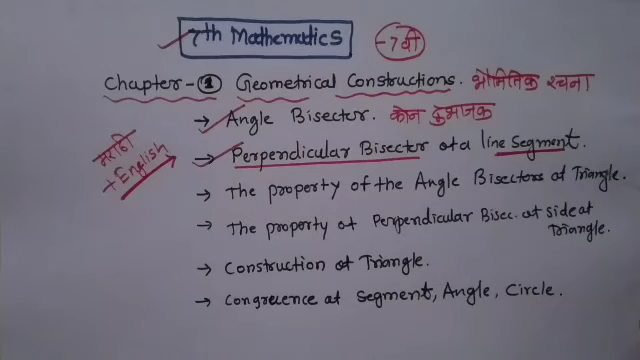 7th Mathematics -7वी
Chapter-① Geometrical Constructions. भौमितिक रचना
→ Angle Bisector. कोन दुभाजक
मराठी
+ English
→ Perpendicular Bisector of a line Segment.
→ The property of the Angle Bisectors of Triangle.
→ The property of Perpendicular Bisec. of side of Triangle.
→ Construction of Triangle.
→ Congrecence of Segment, Angle, Circle.